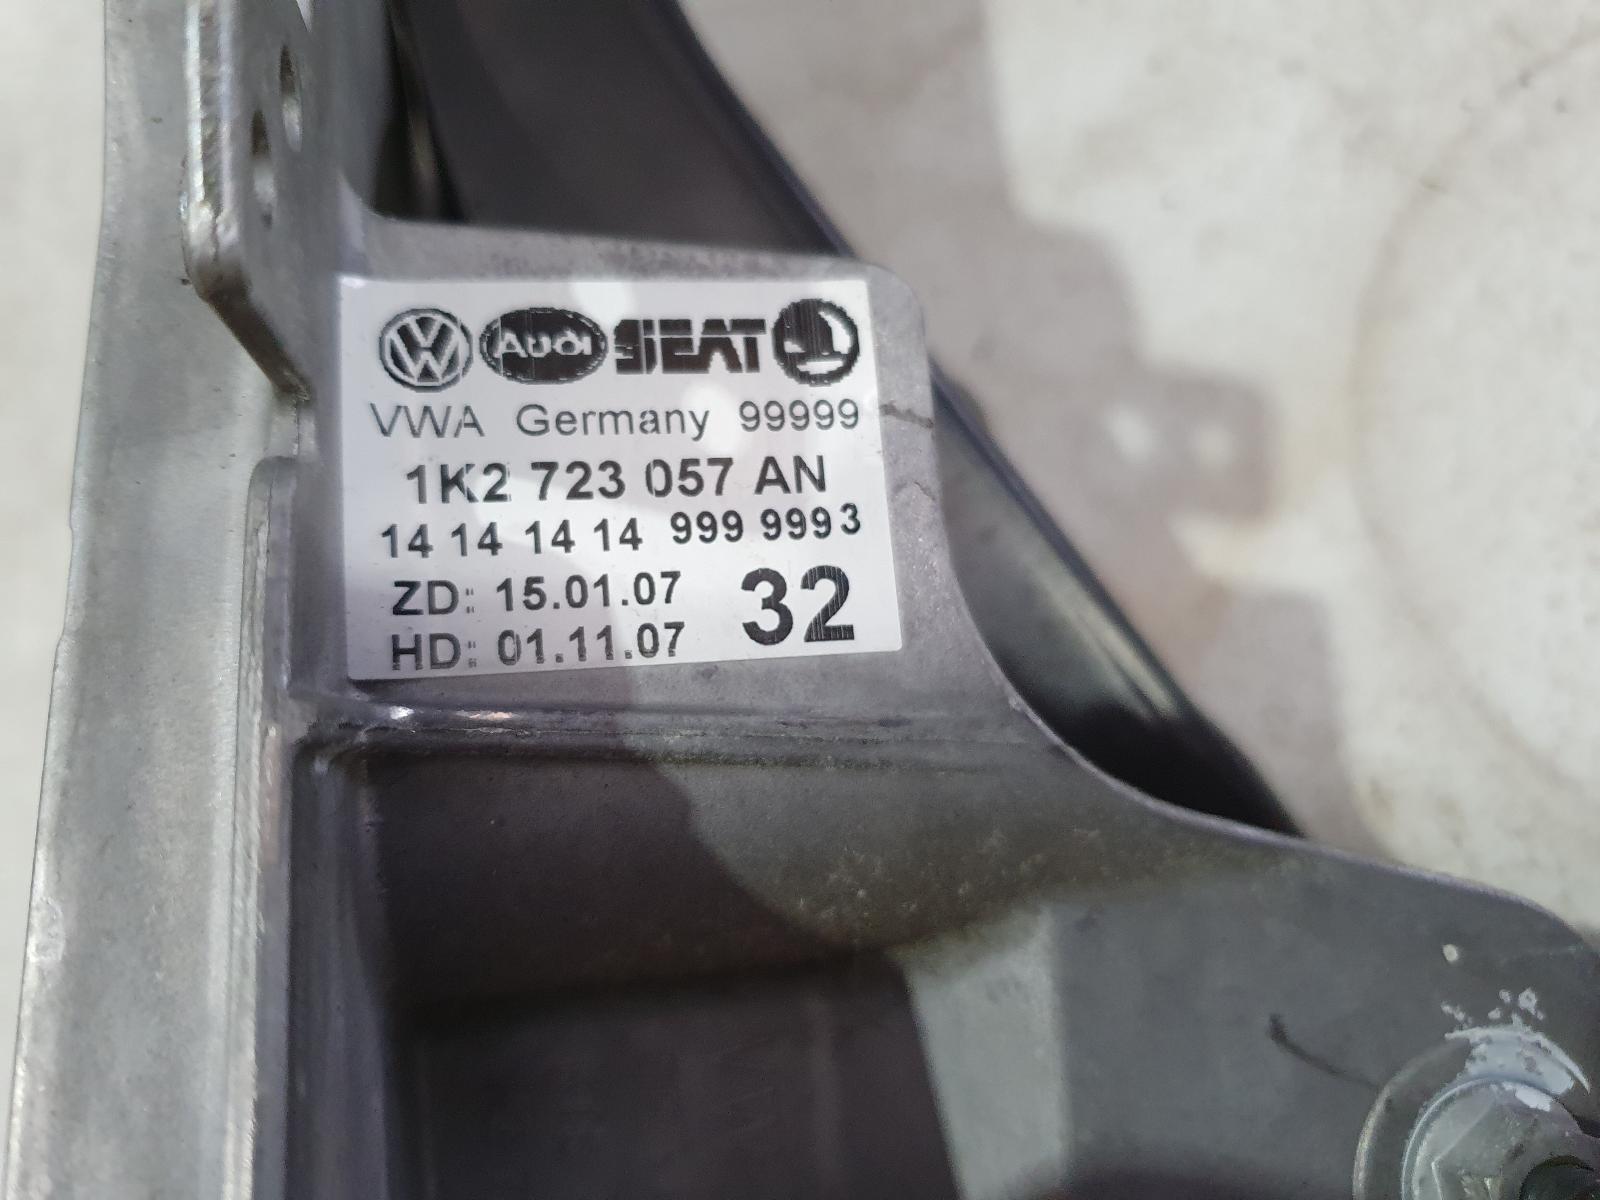 VW Audi SEAT
VWA Germany 99999
1K2 723 057 AN
14 14 14 14 999 9993
ZD: 15.01.07 32
HD: 01.11.07